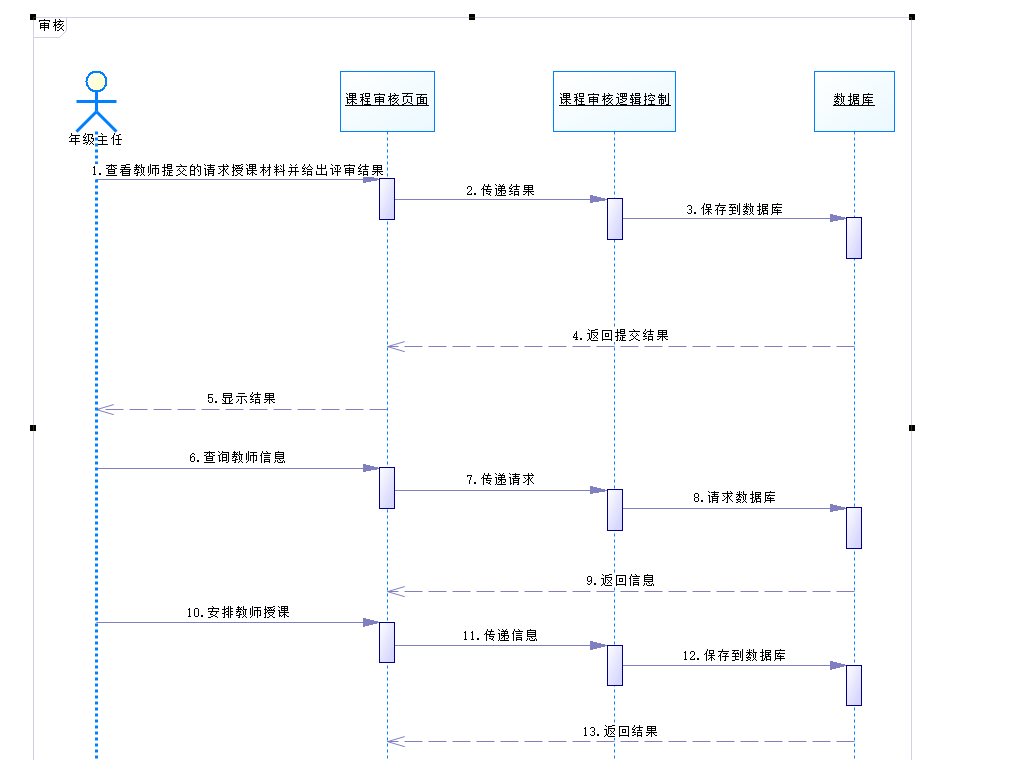 审核
年级主任
课程审核页面
课程审核逻辑控制
数据库
1.查看教师提交的请求授课材料并给出评审结果
2.传递结果
3.保存到数据库
4.返回提交结果
5.显示结果
6.查询教师信息
7.传递请求
8.请求数据库
9.返回信息
10.安排教师授课
11.传递信息
12.保存到数据库
13.返回结果